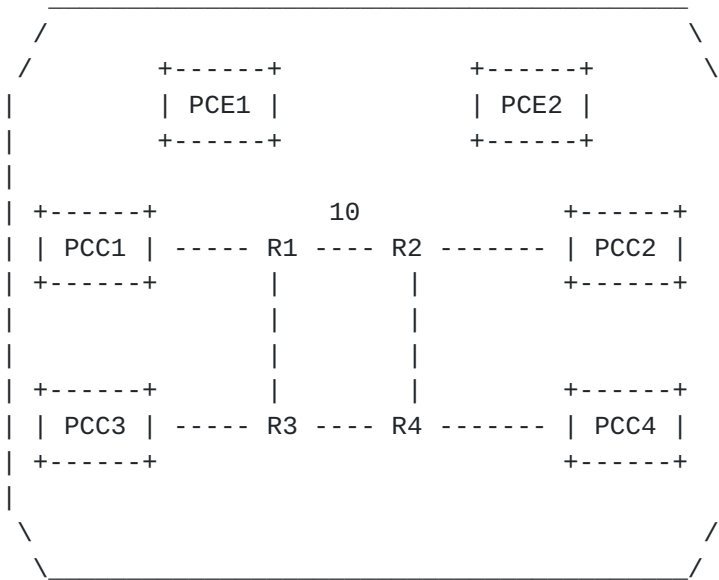 PCE1 PCE2
10
PCC1 ----- R1 ---- R2 ------- PCC2
PCC3 ----- R3 ---- R4 ------- PCC4